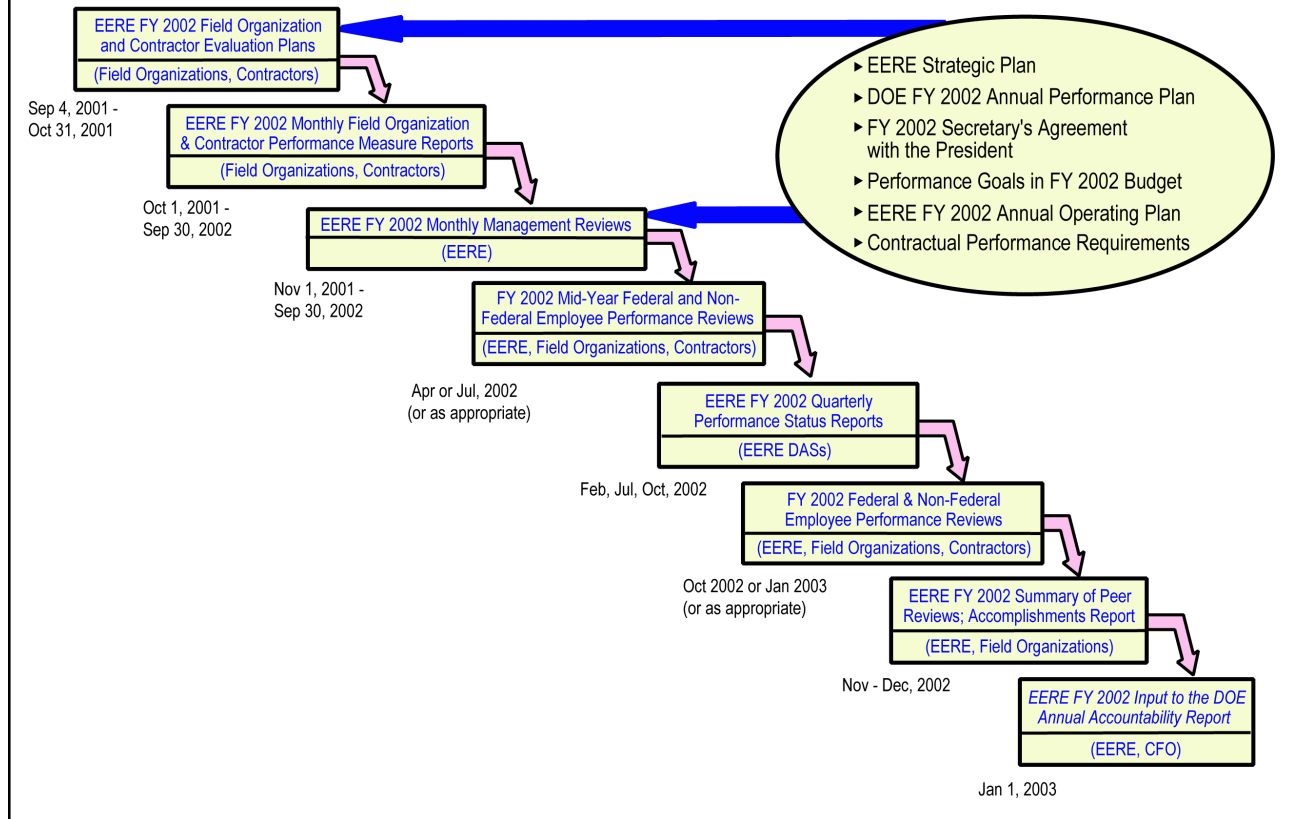 EERE FY 2002 Field Organization
and Contractor Evaluation Plans
(Field Organizations, Contractors)
Sep 4, 2001 -
Oct 31, 2001
▸ EERE Strategic Plan
▸ DOE FY 2002 Annual Performance Plan
▸ FY 2002 Secretary's Agreement
with the President
▸ Performance Goals in FY 2002 Budget
▸ EERE FY 2002 Annual Operating Plan
▸ Contractual Performance Requirements
EERE FY 2002 Monthly Field Organization
& Contractor Performance Measure Reports
(Field Organizations, Contractors)
Oct 1, 2001 -
Sep 30, 2002
EERE FY 2002 Monthly Management Reviews
(EERE)
Nov 1, 2001 -
Sep 30, 2002
FY 2002 Mid-Year Federal and Non-
Federal Employee Performance Reviews
(EERE, Field Organizations, Contractors)
Apr or Jul, 2002
(or as appropriate)
EERE FY 2002 Quarterly
Performance Status Reports
(EERE DASs)
Feb, Jul, Oct, 2002
FY 2002 Federal & Non-Federal
Employee Performance Reviews
(EERE, Field Organizations, Contractors)
Oct 2002 or Jan 2003
(or as appropriate)
EERE FY 2002 Summary of Peer
Reviews; Accomplishments Report
(EERE, Field Organizations)
Nov - Dec, 2002
EERE FY 2002 Input to the DOE
Annual Accountability Report
(EERE, CFO)
Jan 1, 2003